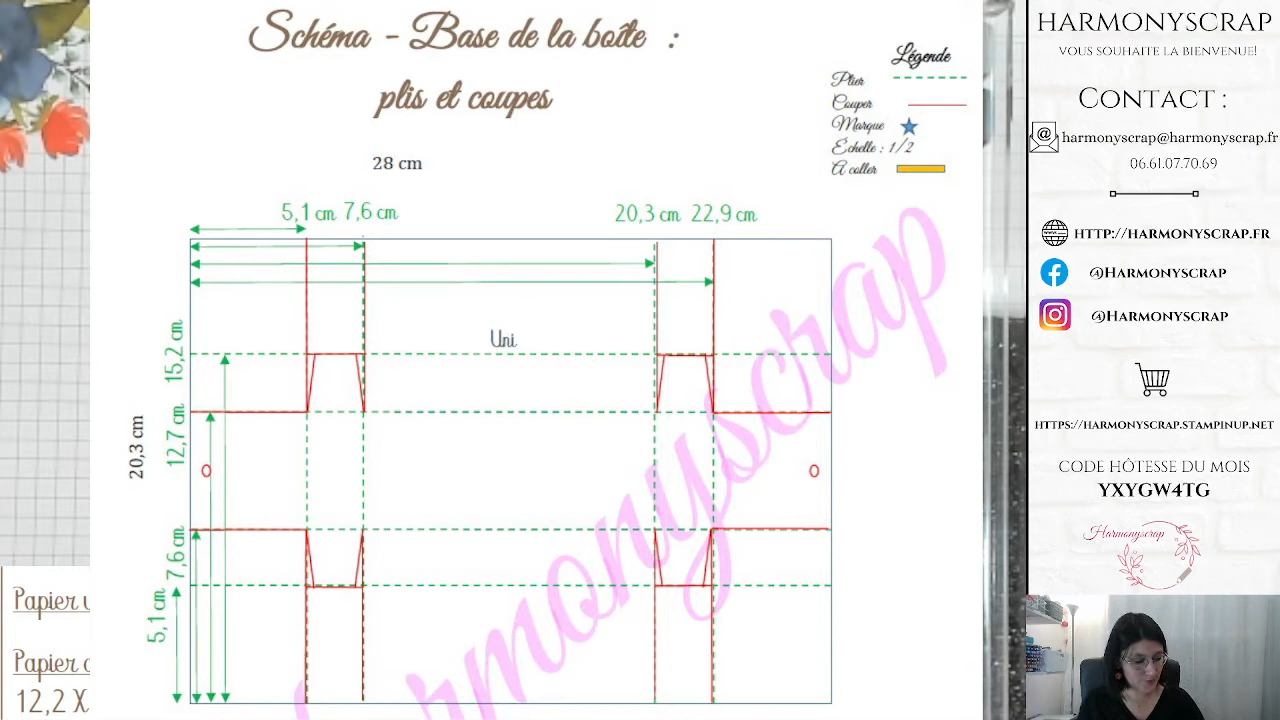 Schéma - Base de la boîte :
plis et coupes
Légende
Plier
Couper
Marque
Échelle : 1/2
A coller
28 cm
5,1 cm 7,6 cm
20,3 cm 22,9 cm
Uni
15,2 cm
12,7 cm
20,3 cm
7,6 cm
5,1 cm
Harmonyscrap
Papier
Papier
12,2 X
HARMONYSCRAP
VOUS SOUHAITE LA BIENVENUE!
CONTACT :
harmonyscrap@harmonyscrap.fr
06.61.07.70.69
HTTP://HARMONYSCRAP.FR
@HARMONYSCRAP
@HARMONYSCRAP
HTTPS://HARMONYSCRAP.STAMPINUP.NET
CODE HÔTESSE DU MOIS
YXYGW4TG
Harmonyscrap